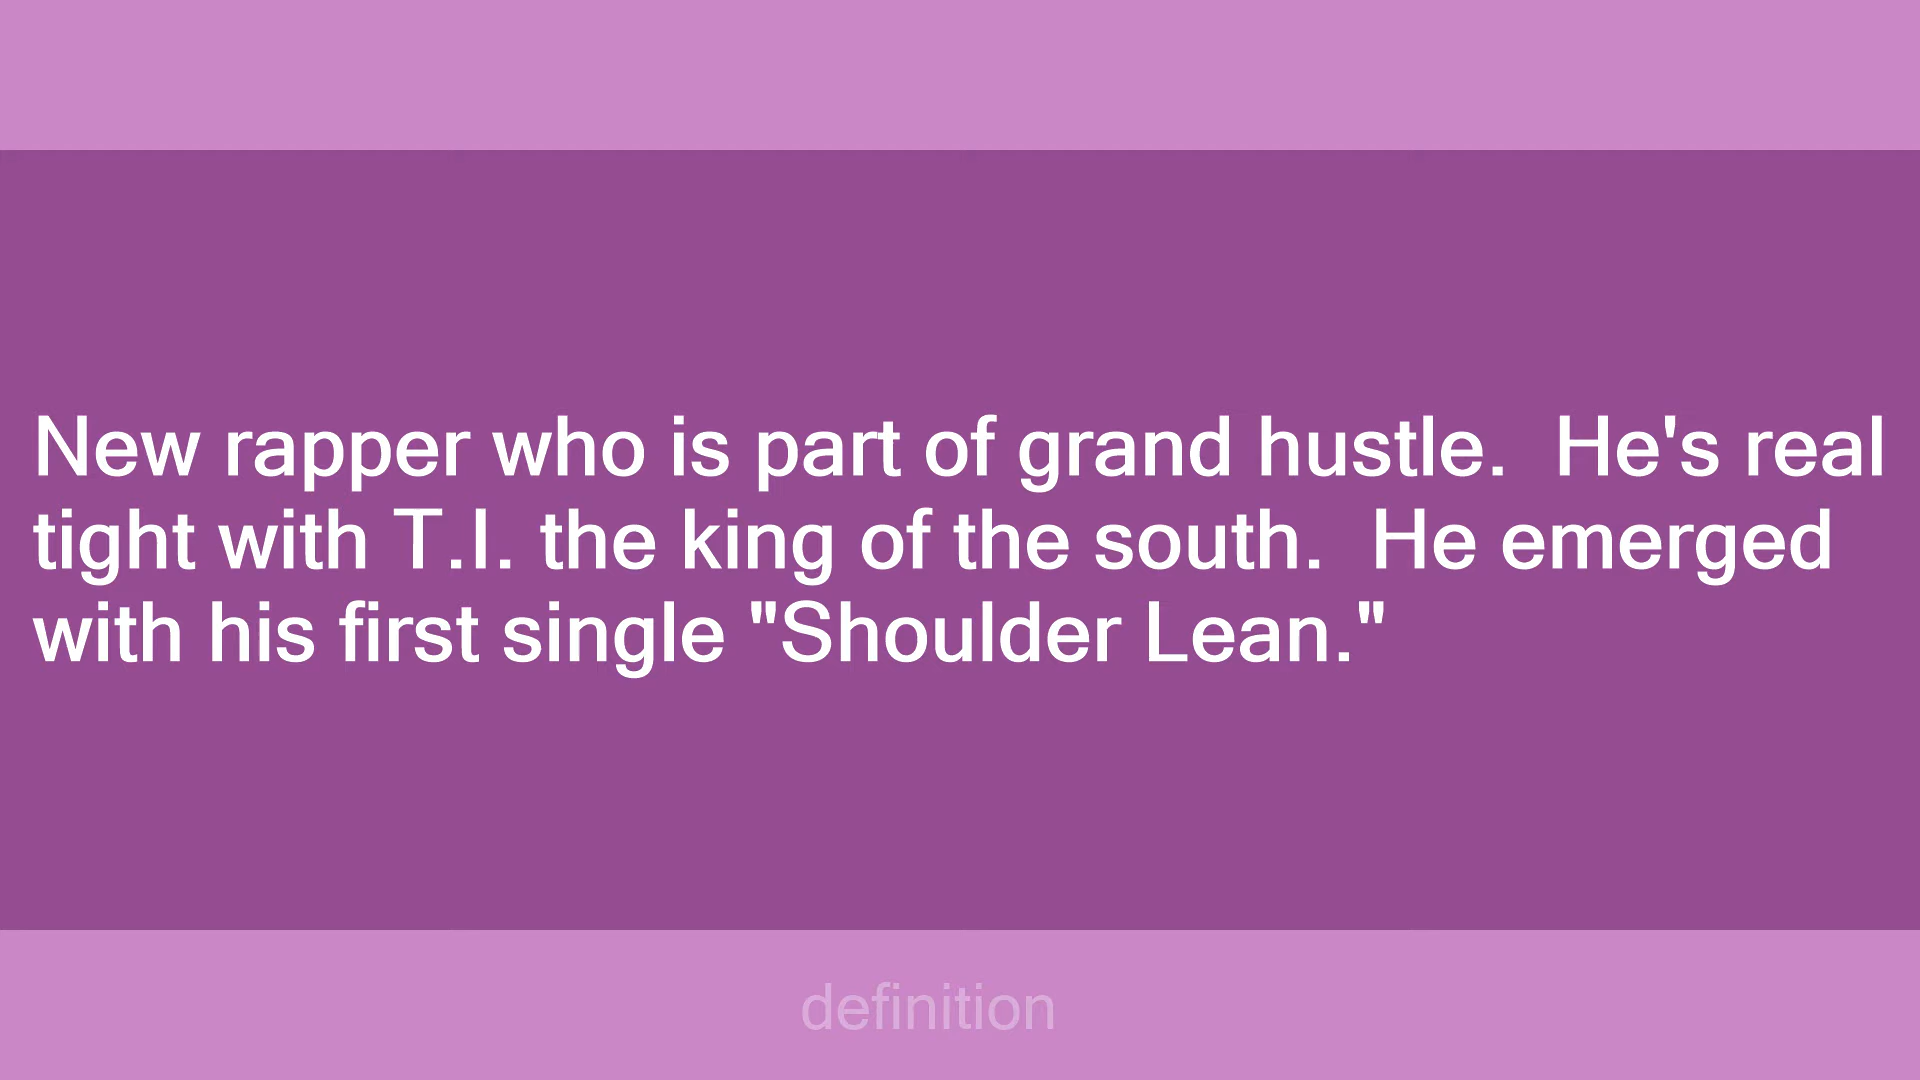 New rapper who is part of grand hustle.  He's real
tight with T.I. the king of the south.  He emerged
with his first single "Shoulder Lean."
definition